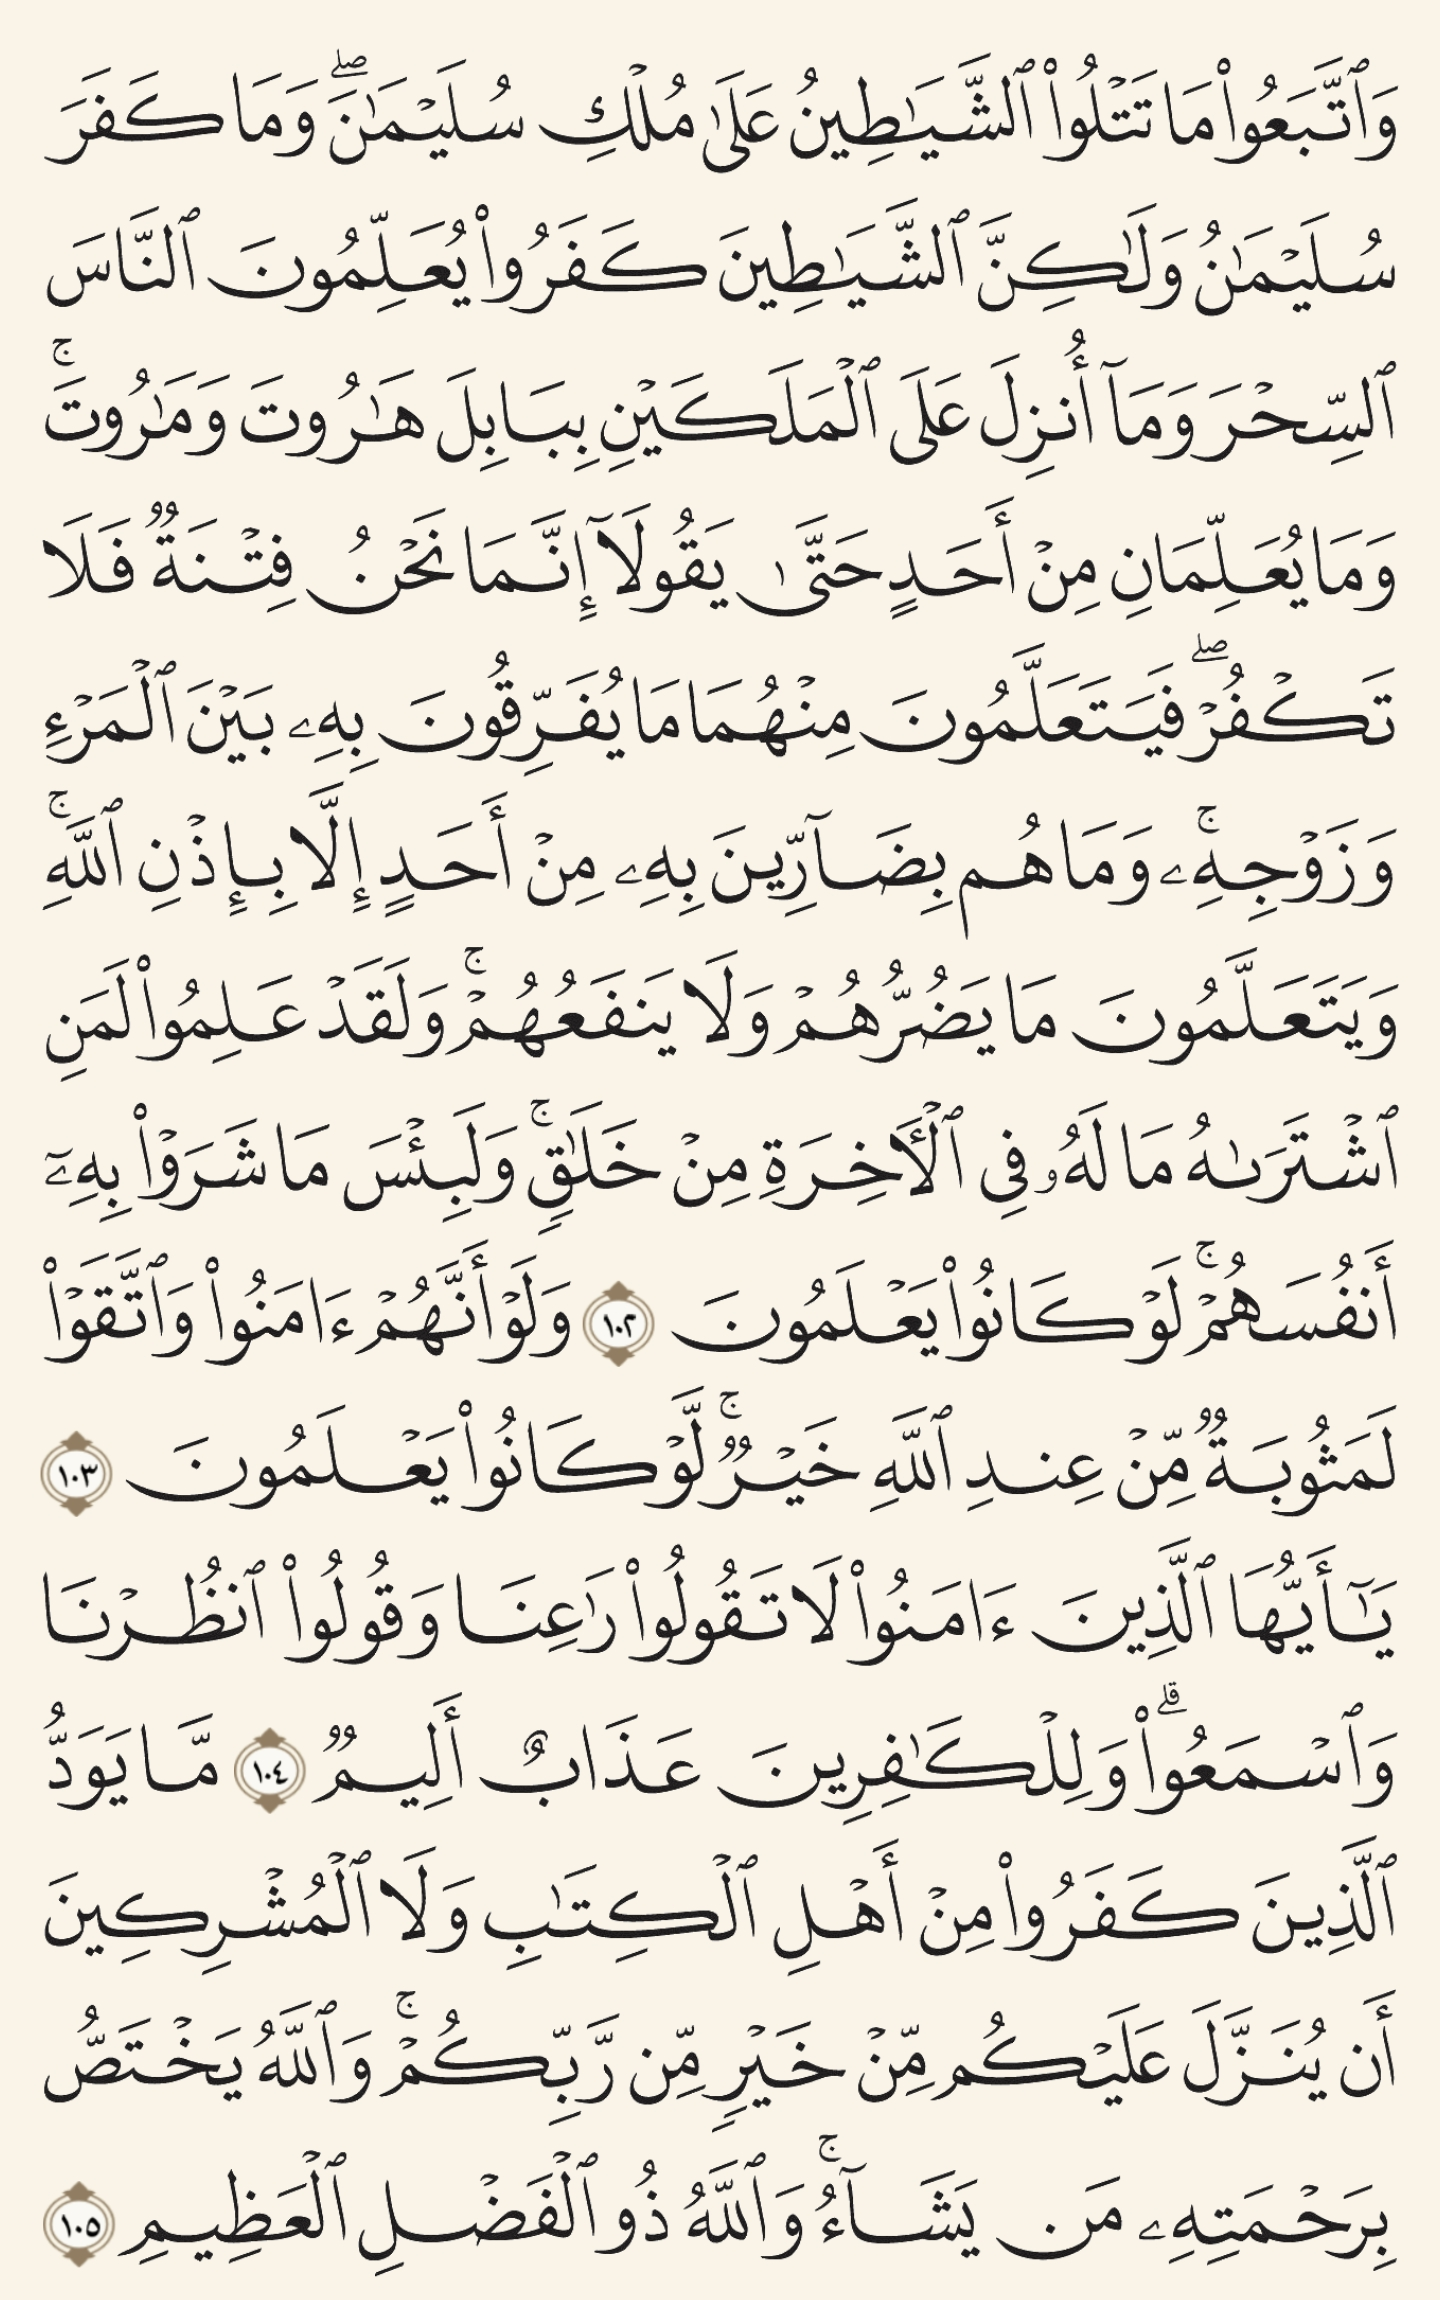 وَٱتَّبَعُوا۟ مَا تَتْلُوا۟ ٱلشَّيَـٰطِينُ عَلَىٰ مُلْكِ سُلَيْمَـٰنَ ۖ وَمَا كَفَرَ
سُلَيْمَـٰنُ وَلَـٰكِنَّ ٱلشَّيَـٰطِينَ كَفَرُوا۟ يُعَلِّمُونَ ٱلنَّاسَ
ٱلسِّحْرَ وَمَآ أُنزِلَ عَلَى ٱلْمَلَكَيْنِ بِبَابِلَ هَـٰرُوتَ وَمَـٰرُوتَ ۚ
وَمَا يُعَلِّمَانِ مِنْ أَحَدٍ حَتَّىٰ يَقُولَآ إِنَّمَا نَحْنُ فِتْنَةٌ فَلَا
تَكْفُرْ ۖ فَيَتَعَلَّمُونَ مِنْهُمَا مَا يُفَرِّقُونَ بِهِۦ بَيْنَ ٱلْمَرْءِ
وَزَوْجِهِۦ ۚ وَمَا هُم بِضَآرِّينَ بِهِۦ مِنْ أَحَدٍ إِلَّا بِإِذْنِ ٱللَّهِ ۚ
وَيَتَعَلَّمُونَ مَا يَضُرُّهُمْ وَلَا يَنفَعُهُمْ ۚ وَلَقَدْ عَلِمُوا۟ لَمَنِ
ٱشْتَرَىٰهُ مَا لَهُۥ فِى ٱلْـَٔاخِرَةِ مِنْ خَلَـٰقٍ ۚ وَلَبِئْسَ مَا شَرَوْا۟ بِهِۦٓ
أَنفُسَهُمْ ۚ لَوْ كَانُوا۟ يَعْلَمُونَ ١٠٢ وَلَوْ أَنَّهُمْ ءَامَنُوا۟ وَٱتَّقَوْا۟
لَمَثُوبَةٌ مِّنْ عِندِ ٱللَّهِ خَيْرٌ ۚ لَّوْ كَانُوا۟ يَعْلَمُونَ ١٠٣
يَـٰٓأَيُّهَا ٱلَّذِينَ ءَامَنُوا۟ لَا تَقُولُوا۟ رَٰعِنَا وَقُولُوا۟ ٱنظُرْنَا
وَٱسْمَعُوا۟ ۗ وَلِلْكَـٰفِرِينَ عَذَابٌ أَلِيمٌ ١٠٤ مَّا يَوَدُّ
ٱلَّذِينَ كَفَرُوا۟ مِنْ أَهْلِ ٱلْكِتَـٰبِ وَلَا ٱلْمُشْرِكِينَ
أَن يُنَزَّلَ عَلَيْكُم مِّنْ خَيْرٍ مِّن رَّبِّكُمْ ۚ وَٱللَّهُ يَخْتَصُّ
بِرَحْمَتِهِۦ مَن يَشَآءُ ۚ وَٱللَّهُ ذُو ٱلْفَضْلِ ٱلْعَظِيمِ ١٠٥